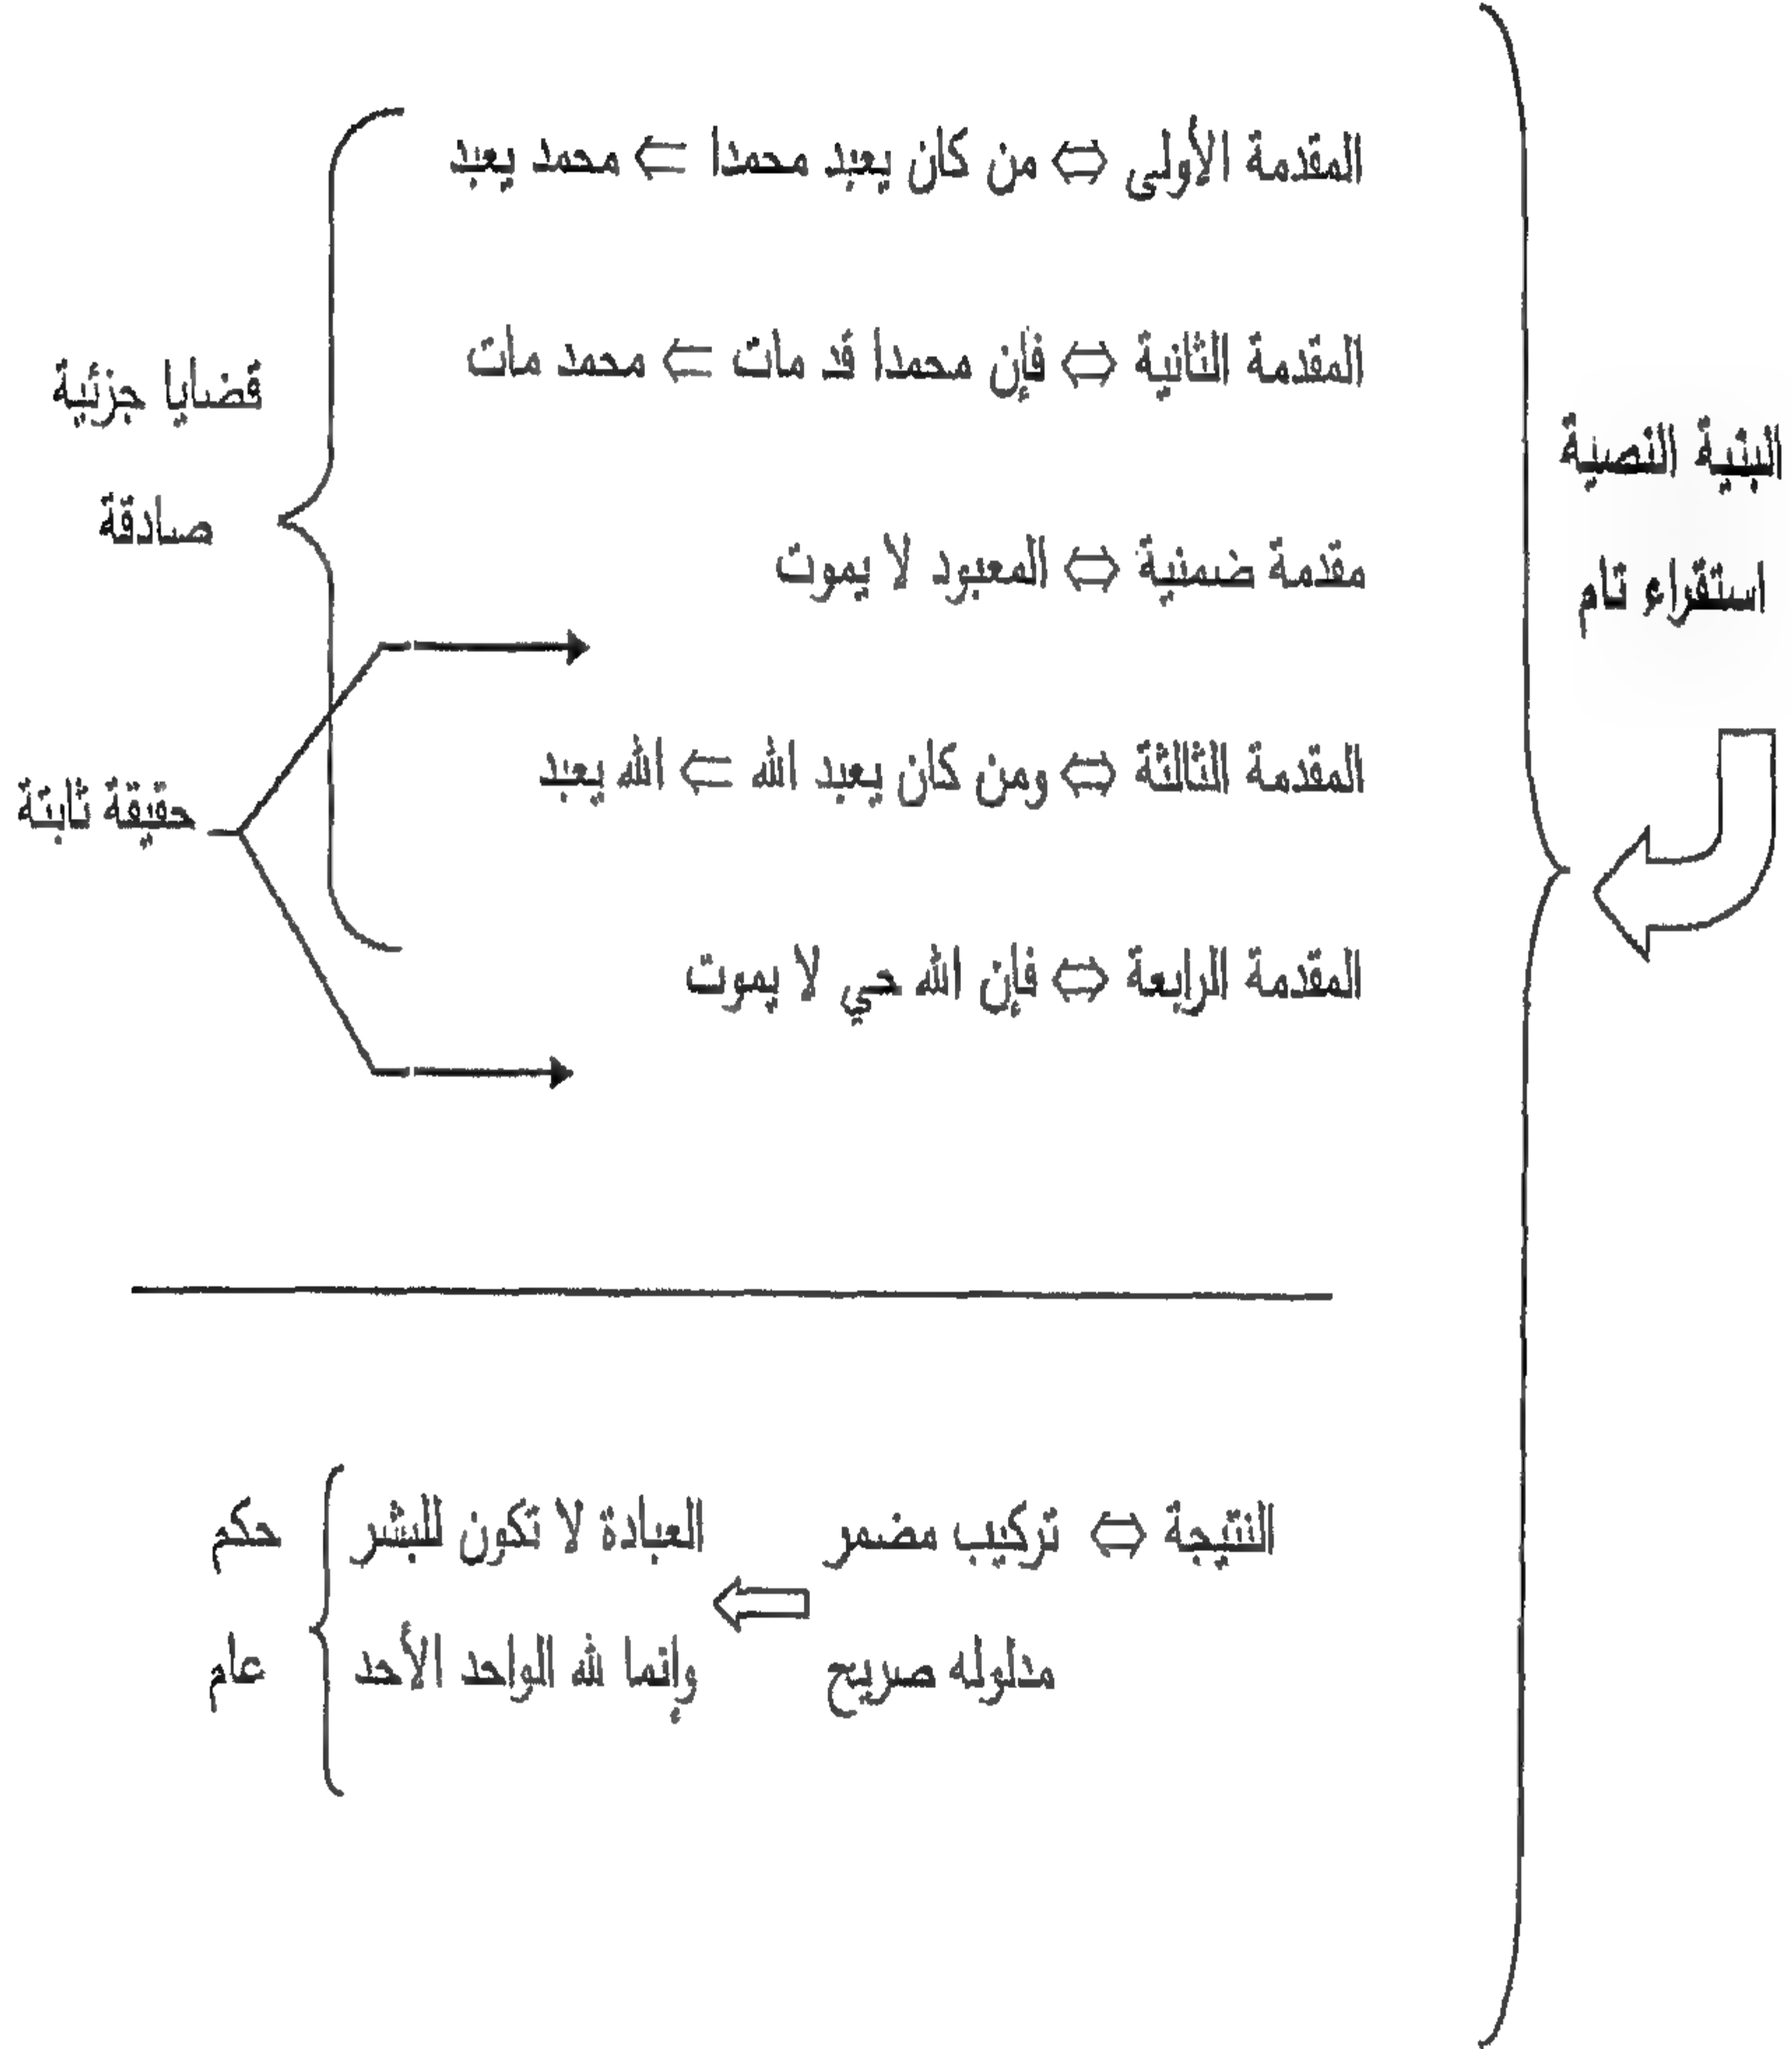 البنية النصية
استقراء تام
المقدمة الأولى ⇔ من كان يعبد محمدا ⇐ محمد يعبد
المقدمة الثانية ⇔ فإن محمدا قد مات ⇐ محمد مات
مقدمة ضمنية ⇔ المعبود لا يموت
المقدمة الثالثة ⇔ ومن كان يعبد الله ⇐ الله يعبد
المقدمة الرابعة ⇔ فإن الله حي لا يموت
قضايا جزئية
صادقة
حقيقة ثابتة
النتيجة ⇔ تركيب مضمر
مدلوله صريح
العبادة لا تكون للبشر
وإنما لله الواحد الأحد
حكم
عام